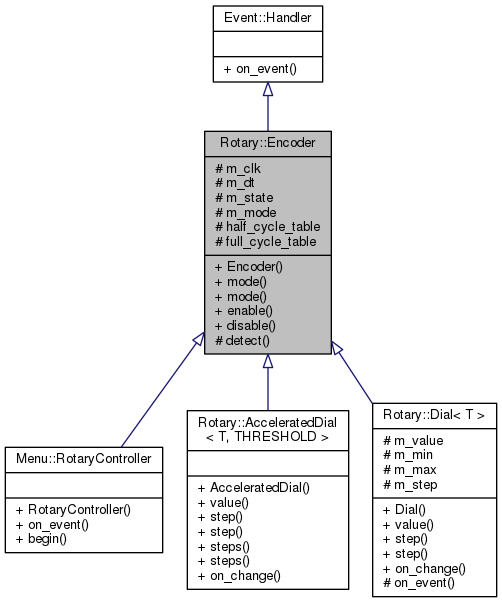 Event::Handler
+ on_event()
Rotary::Encoder
# m_clk
# m_dt
# m_state
# m_mode
# half_cycle_table
# full_cycle_table
+ Encoder()
+ mode()
+ mode()
+ enable()
+ disable()
# detect()
Menu::RotaryController
+ RotaryController()
+ on_event()
+ begin()
Rotary::AcceleratedDial
< T, THRESHOLD >
+ AcceleratedDial()
+ value()
+ step()
+ step()
+ steps()
+ steps()
+ on_change()
Rotary::Dial< T >
# m_value
# m_min
# m_max
# m_step
+ Dial()
+ value()
+ step()
+ step()
+ on_change()
# on_event()